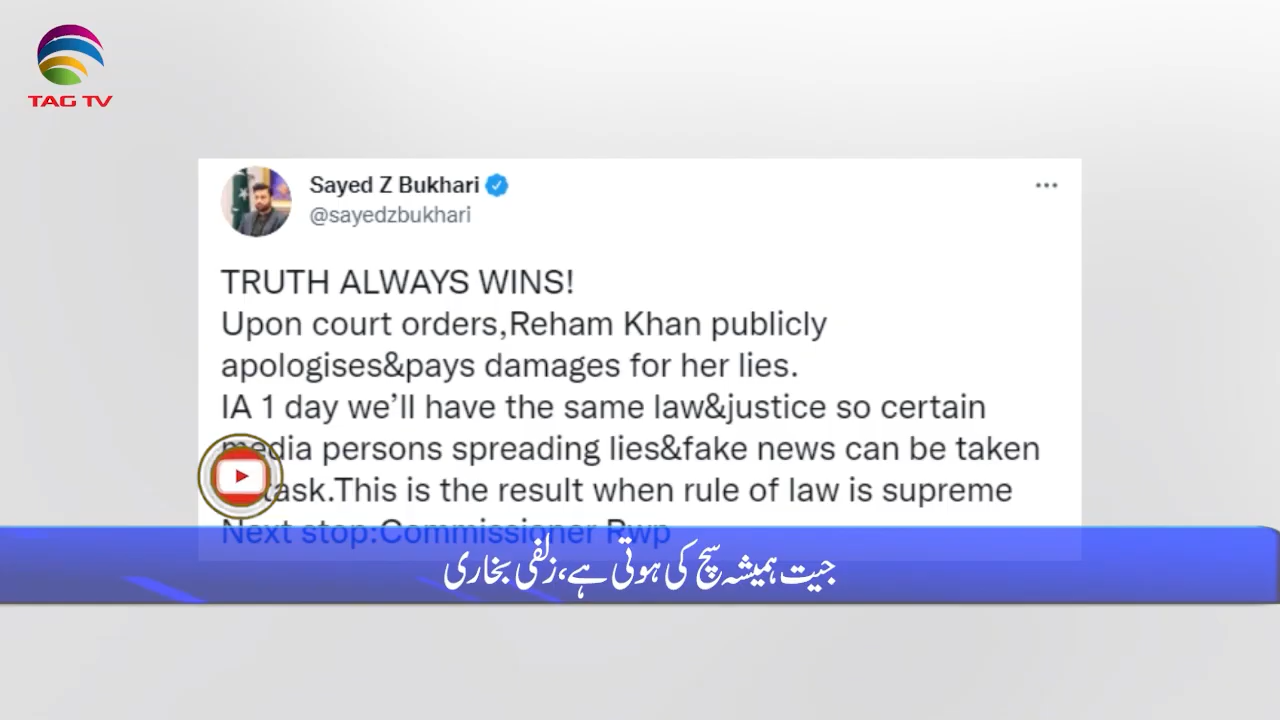 TAG TV
Sayed Z Bukhari
@sayedzbukhari
TRUTH ALWAYS WINS!
Upon court orders,Reham Khan publicly
apologises&pays damages for her lies.
IA 1 day we’ll have the same law&justice so certain
media persons spreading lies&fake news can be taken
task.This is the result when rule of law is supreme
Next stop:Commissioner Rwp
جیت ہمیشہ سچ کی ہوتی ہے، زلفی بخاری